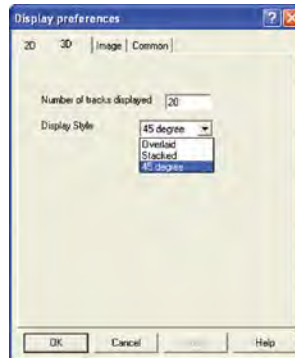 Display preferences
2D 3D Image Common
Number of tracks displayed 20
Display Style 45 degree
Overlaid
Stacked
45 degree
OK Cancel Help